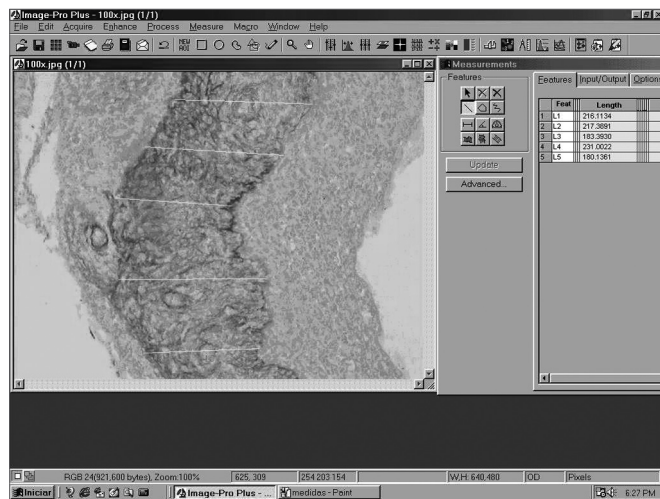 Image-Pro Plus - 100x.jpg (1/1)
File Edit Acquire Enhance Process Measure Macro Window Help
100x.jpg (1/1)
Measurements
Features
Update
Advanced...
Features Input/Output Options
Feat Length
1 L1 216.1134
2 L2 217.3891
3 L3 183.3930
4 L4 231.0022
5 L5 180.1361
RGB 24(921,600 bytes), Zoom:100% 625, 309 254 203 154 W,H: 640,480 OD Pixels
Iniciar Image-Pro Plus - ... medidas - Paint 6:27 PM